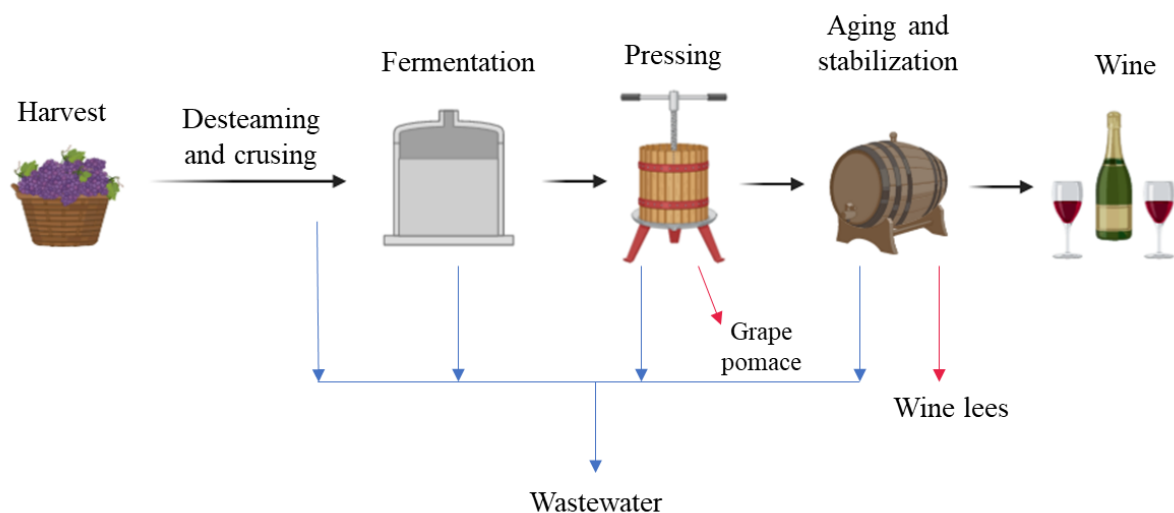 Harvest
Desteaming
and crusing
Fermentation
Pressing
Aging and
stabilization
Wine
Grape
pomace
Wine lees
Wastewater